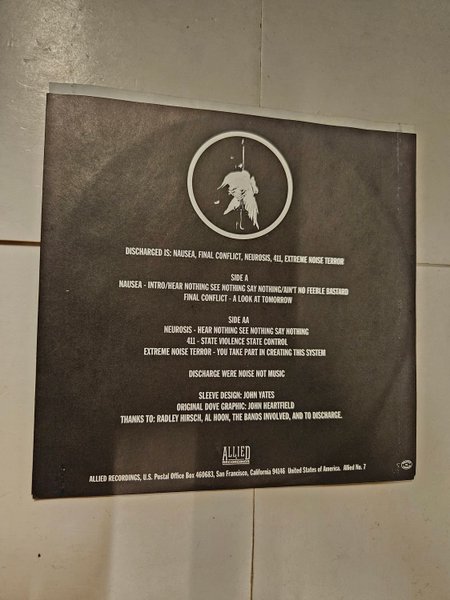 DISCHARGED IS: NAUSEA, FINAL CONFLICT, NEUROSIS, 411, EXTREME NOISE TERROR
SIDE A
NAUSEA - INTRO/HEAR NOTHING SEE NOTHING SAY NOTHING/AIN'T NO FEEBLE BASTARD
FINAL CONFLICT - A LOOK AT TOMORROW
SIDE AA
NEUROSIS - HEAR NOTHING SEE NOTHING SAY NOTHING
411 - STATE VIOLENCE STATE CONTROL
EXTREME NOISE TERROR - YOU TAKE PART IN CREATING THIS SYSTEM
DISCHARGE WERE NOISE NOT MUSIC
SLEEVE DESIGN: JOHN YATES
ORIGINAL DOVE GRAPHIC: JOHN HEARTFIELD
THANKS TO: RADLEY HIRSCH, AL HOON, THE BANDS INVOLVED, AND TO DISCHARGE.
ALLIED
RECORDINGS
ALLIED RECORDINGS, U.S. Postal Office Box 460683, San Francisco, California 94146 United States of America. Allied No. 7